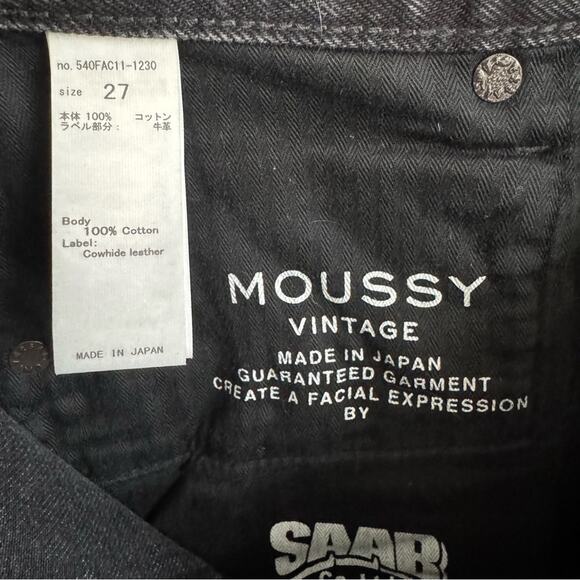 no. 540FAC11-1230
size 27
本体 100% コットン
ラベル部分: 牛革
Body
100% Cotton
Label:
Cowhide leather
MADE IN JAPAN
MOUSSY
VINTAGE
MADE IN JAPAN
GUARANTEED GARMENT
CREATE A FACIAL EXPRESSION
BY
SAAB